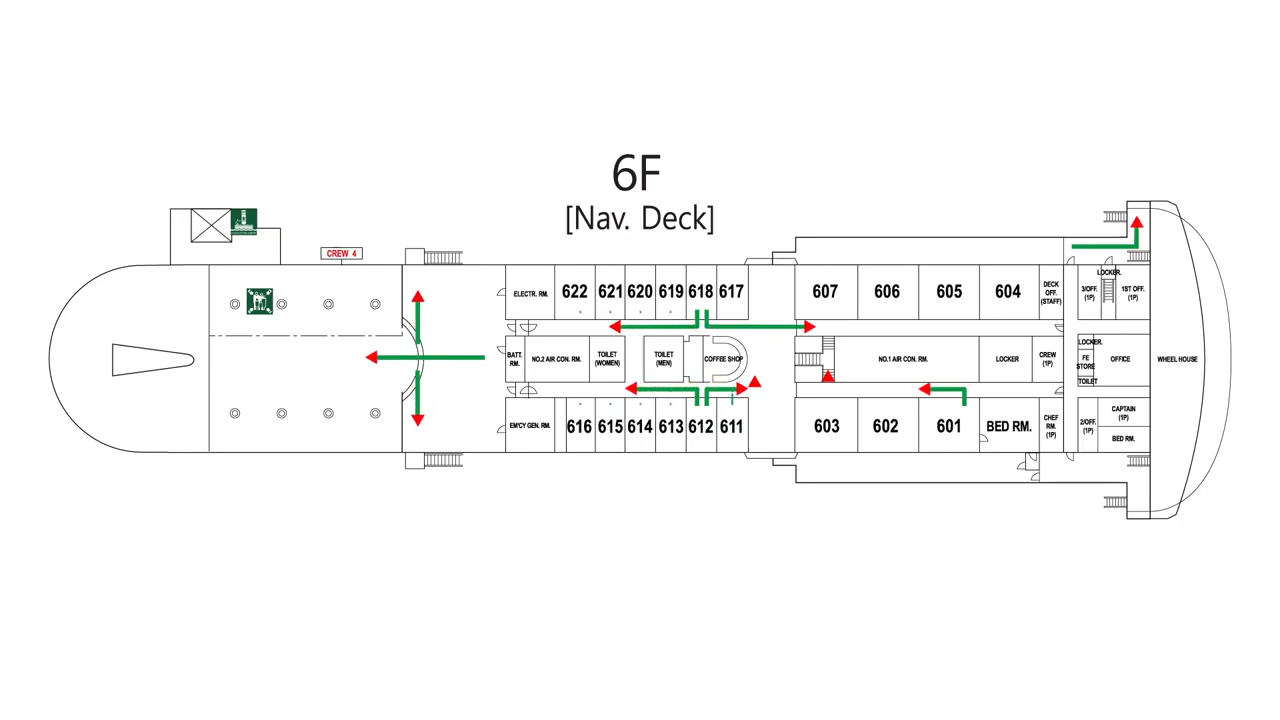 6F
[Nav. Deck]
CREW 4
ELECTR. RM.
622
621
620
619
618
617
607
606
605
604
DECK
OFF.
(STAFF)
LOCKER.
3/OFF.
(1P)
1ST OFF.
(1P)
BATT.
RM.
NO.2 AIR CON. RM.
TOILET
(WOMEN)
TOILET
(MEN)
COFFEE SHOP
NO.1 AIR CON. RM.
LOCKER
CREW
(1P)
LOCKER.
FE
STORE
TOILET
OFFICE
WHEEL HOUSE
EM'CY GEN. RM.
616
615
614
613
612
611
603
602
601
BED RM.
CHEF
RM.
(1P)
2/OFF.
(1P)
CAPTAIN
(1P)
BED RM.